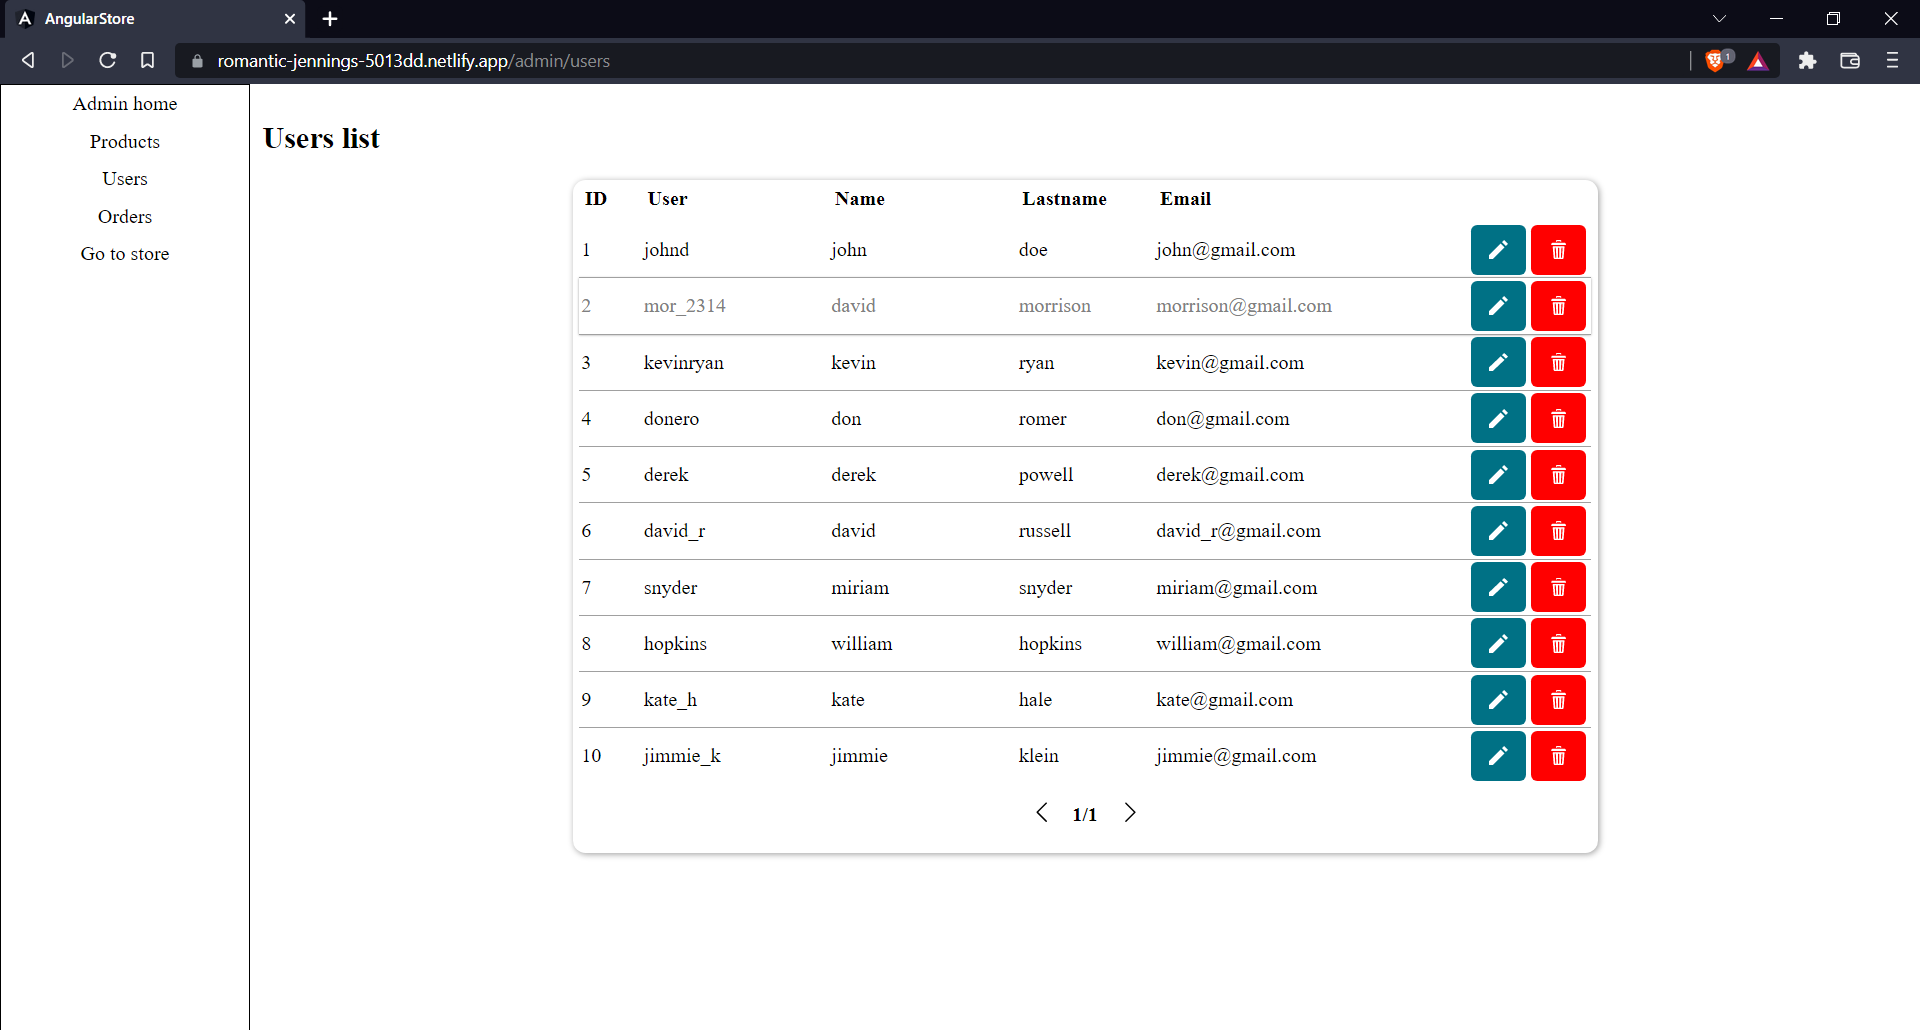 AngularStore
romantic-jennings-5013dd.netlify.app/admin/users
1
Admin home
Products
Users
Orders
Go to store
Users list
ID User Name Lastname Email
1 johnd john doe john@gmail.com
2 mor_2314 david morrison morrison@gmail.com
3 kevinryan kevin ryan kevin@gmail.com
4 donero don romer don@gmail.com
5 derek derek powell derek@gmail.com
6 david_r david russell david_r@gmail.com
7 snyder miriam snyder miriam@gmail.com
8 hopkins william hopkins william@gmail.com
9 kate_h kate hale kate@gmail.com
10 jimmie_k jimmie klein jimmie@gmail.com
1/1